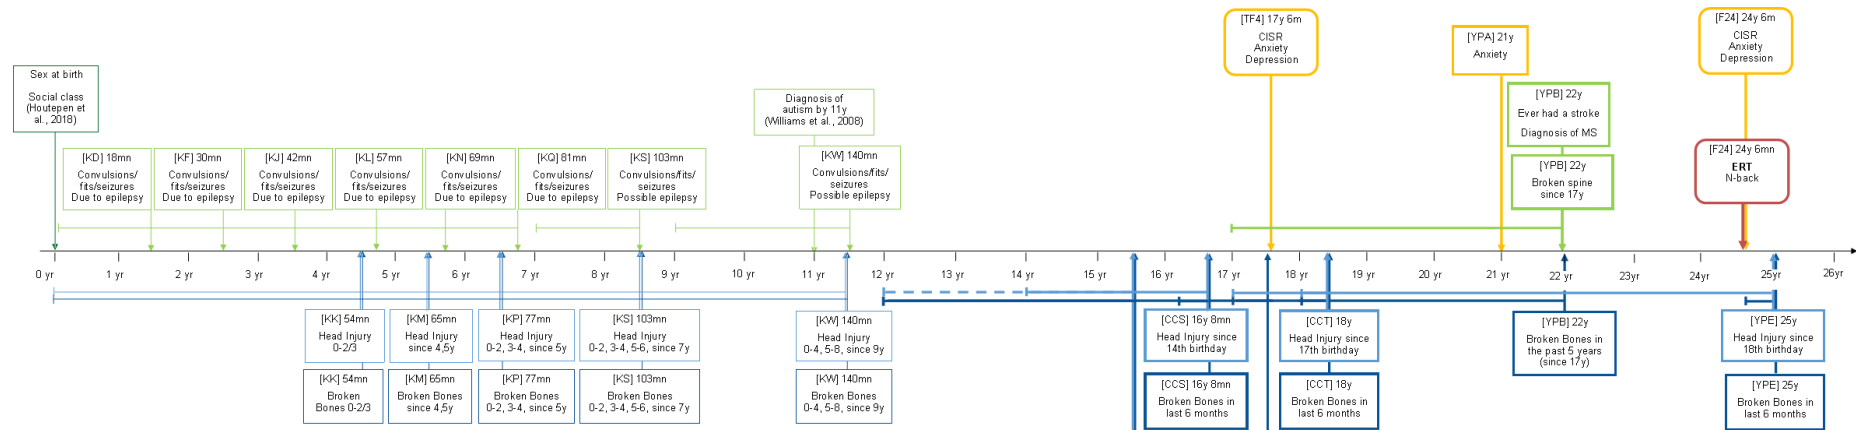 [TF4] 17y 6m
CISR
Anxiety
Depression
[YPA] 21y
Anxiety
[F24] 24y 6m
CISR
Anxiety
Depression
Sex at birth
Social class
(Houtepen et
al., 2018)
Diagnosis of
autism by 11y
(Williams et al., 2008)
[YPB] 22y
Ever had a stroke
Diagnosis of MS
[KD] 18mn
Convulsions/
fits/seizures
Due to epilepsy
[KF] 30mn
Convulsions/
fits/seizures
Due to epilepsy
[KJ] 42mn
Convulsions/
fits/seizures
Due to epilepsy
[KL] 57mn
Convulsions/
fits/seizures
Due to epilepsy
[KN] 69mn
Convulsions/
fits/seizures
Due to epilepsy
[KQ] 81mn
Convulsions/
fits/seizures
Due to epilepsy
[KS] 103mn
Convulsions/fits/
seizures
Possible epilepsy
[KW] 140mn
Convulsions/fits/
seizures
Possible epilepsy
[YPB] 22y
Broken spine
since 17y
[F24] 24y 6mn
ERT
N-back
0 yr
1 yr
2 yr
3 yr
4 yr
5 yr
6 yr
7 yr
8 yr
9 yr
10 yr
11 yr
12 yr
13 yr
14 yr
15 yr
16 yr
17 yr
18 yr
19 yr
20 yr
21 yr
22 yr
23yr
24 yr
25yr
26yr
[KK] 54mn
Head Injury
0-2/3
[KM] 65mn
Head Injury
since 4,5y
[KP] 77mn
Head Injury
0-2, 3-4, since 5y
[KS] 103mn
Head Injury
0-2, 3-4, 5-6, since 7y
[KW] 140mn
Head Injury
0-4, 5-8, since 9y
[CCS] 16y 8mn
Head Injury since
14th birthday
[CCT] 18y
Head Injury since
17th birthday
[YPB] 22y
Broken Bones in
the past 5 years
(since 17y)
[YPE] 25y
Head Injury since
18th birthday
[KK] 54mn
Broken
Bones 0-2/3
[KM] 65mn
Broken Bones
since 4,5y
[KP] 77mn
Broken Bones
0-2, 3-4, since 5y
[KS] 103mn
Broken Bones
0-2, 3-4, 5-6, since 7y
[KW] 140mn
Broken Bones
0-4, 5-8, since 9y
[CCS] 16y 8mn
Broken Bones in
last 6 months
[CCT] 18y
Broken Bones in
last 6 months
[YPE] 25y
Broken Bones in
last 6 months